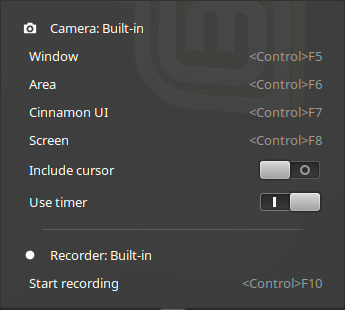 Camera: Built-in
Window <Control>F5
Area <Control>F6
Cinnamon UI <Control>F7
Screen <Control>F8
Include cursor
Use timer
Recorder: Built-in
Start recording <Control>F10